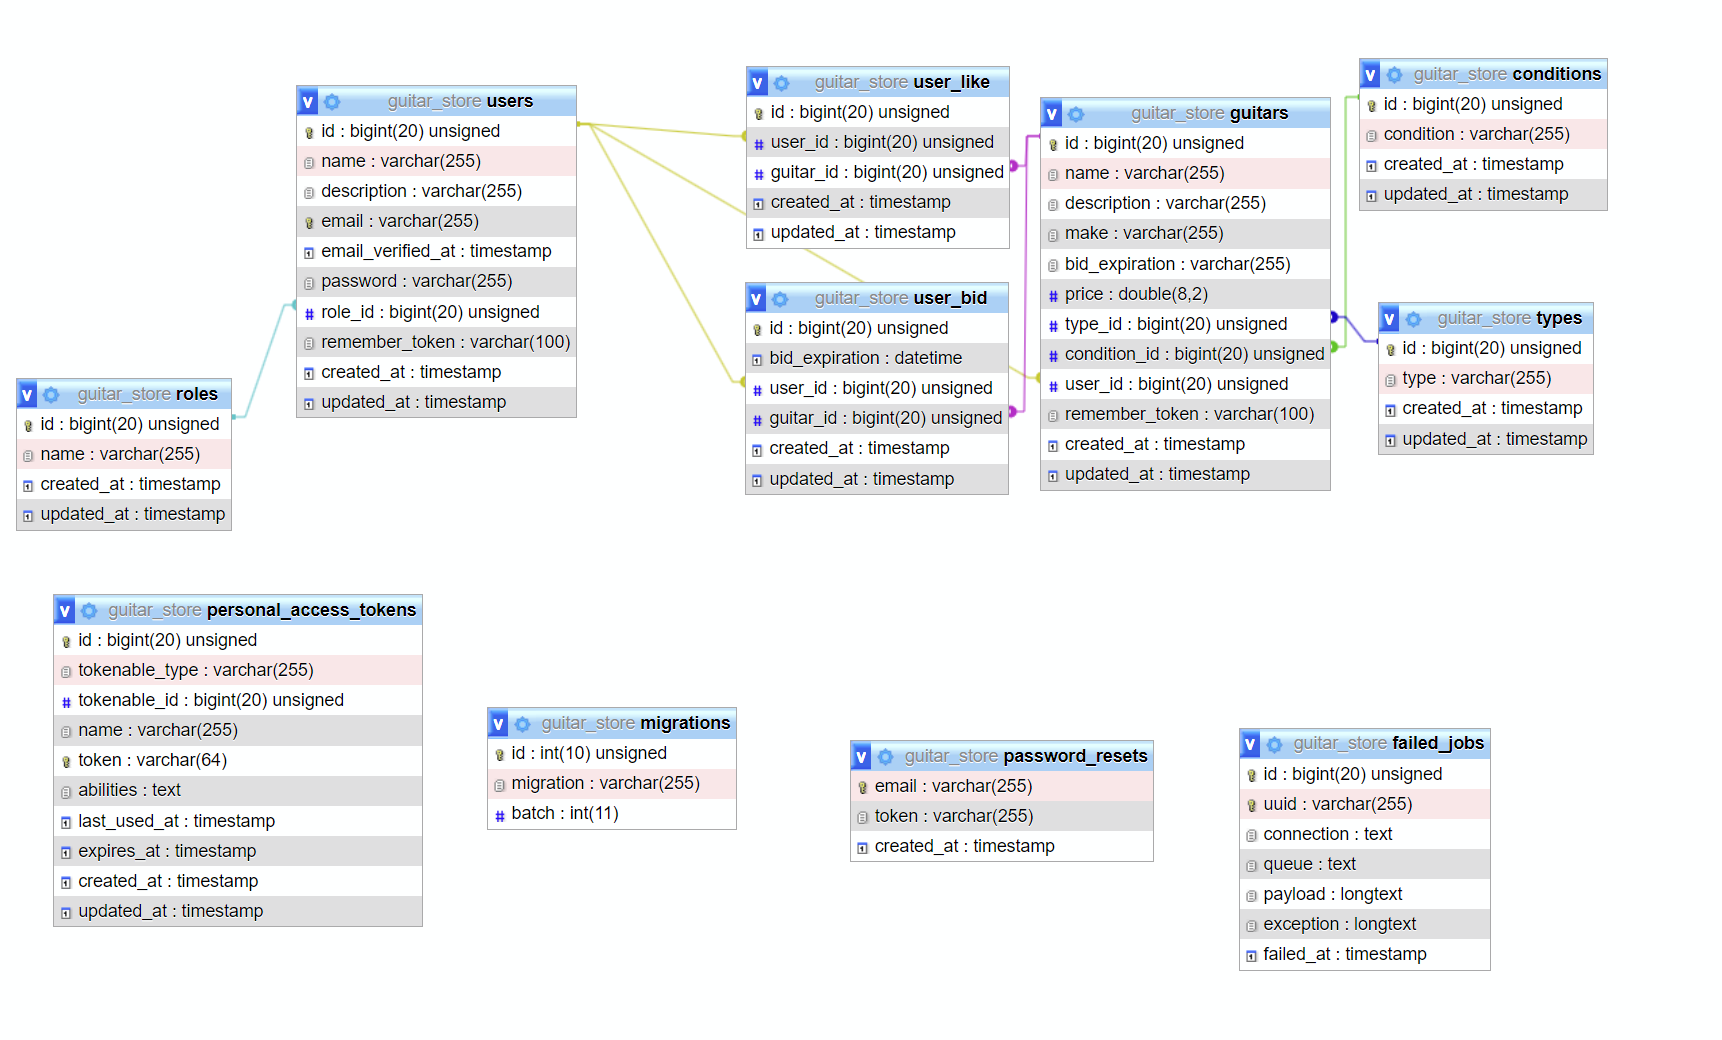 guitar_store users
id : bigint(20) unsigned
name : varchar(255)
description : varchar(255)
email : varchar(255)
email_verified_at : timestamp
password : varchar(255)
role_id : bigint(20) unsigned
remember_token : varchar(100)
created_at : timestamp
updated_at : timestamp
guitar_store user_like
id : bigint(20) unsigned
user_id : bigint(20) unsigned
guitar_id : bigint(20) unsigned
created_at : timestamp
updated_at : timestamp
guitar_store guitars
id : bigint(20) unsigned
name : varchar(255)
description : varchar(255)
make : varchar(255)
bid_expiration : varchar(255)
price : double(8,2)
type_id : bigint(20) unsigned
condition_id : bigint(20) unsigned
user_id : bigint(20) unsigned
remember_token : varchar(100)
created_at : timestamp
updated_at : timestamp
guitar_store conditions
id : bigint(20) unsigned
condition : varchar(255)
created_at : timestamp
updated_at : timestamp
guitar_store user_bid
id : bigint(20) unsigned
bid_expiration : datetime
user_id : bigint(20) unsigned
guitar_id : bigint(20) unsigned
created_at : timestamp
updated_at : timestamp
guitar_store types
id : bigint(20) unsigned
type : varchar(255)
created_at : timestamp
updated_at : timestamp
guitar_store roles
id : bigint(20) unsigned
name : varchar(255)
created_at : timestamp
updated_at : timestamp
guitar_store personal_access_tokens
id : bigint(20) unsigned
tokenable_type : varchar(255)
tokenable_id : bigint(20) unsigned
name : varchar(255)
token : varchar(64)
abilities : text
last_used_at : timestamp
expires_at : timestamp
created_at : timestamp
updated_at : timestamp
guitar_store migrations
id : int(10) unsigned
migration : varchar(255)
batch : int(11)
guitar_store password_resets
email : varchar(255)
token : varchar(255)
created_at : timestamp
guitar_store failed_jobs
id : bigint(20) unsigned
uuid : varchar(255)
connection : text
queue : text
payload : longtext
exception : longtext
failed_at : timestamp